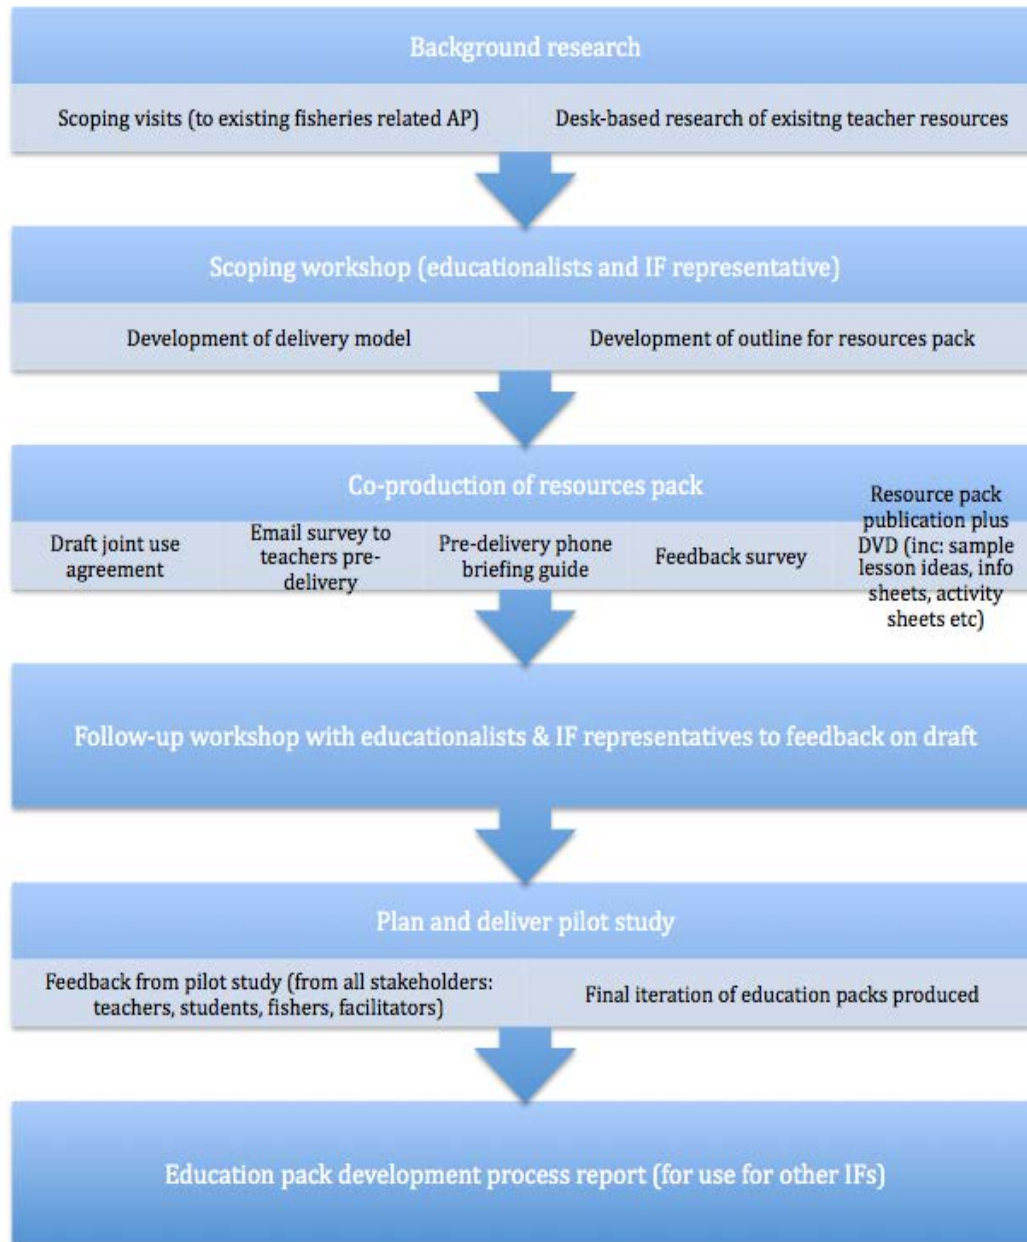 Background research
Scoping visits (to existing fisheries related AP)
Desk-based research of exisitng teacher resources
Scoping workshop (educationalists and IF representative)
Development of delivery model
Development of outline for resources pack
Co-production of resources pack
Draft joint use
agreement
Email survey to
teachers pre-
delivery
Pre-delivery phone
briefing guide
Feedback survey
Resource pack
publication plus
DVD (inc: sample
lesson ideas, info
sheets, activity
sheets etc)
Follow-up workshop with educationalists & IF representatives to feedback on draft
Plan and deliver pilot study
Feedback from pilot study (from all stakeholders:
teachers, students, fishers, facilitators)
Final iteration of education packs produced
Education pack development process report (for use for other IFs)